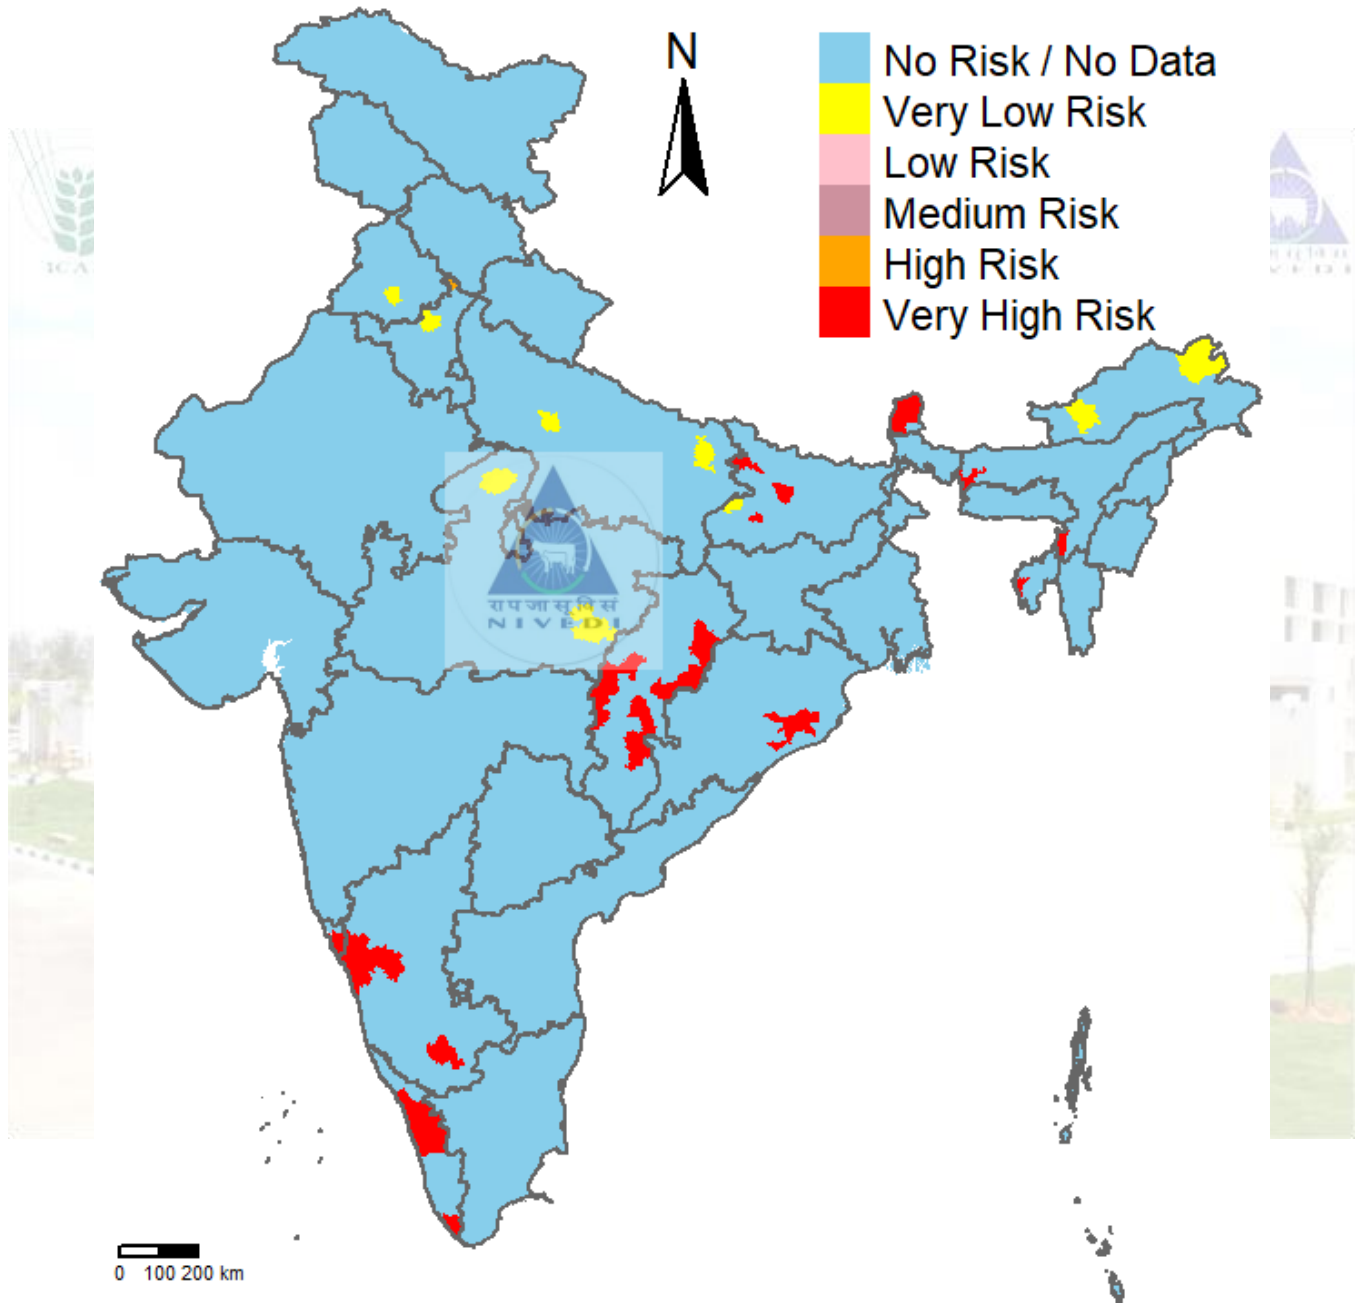 N
No Risk / No Data
Very Low Risk
Low Risk
Medium Risk
High Risk
Very High Risk
NIVEDI
0 100 200 km